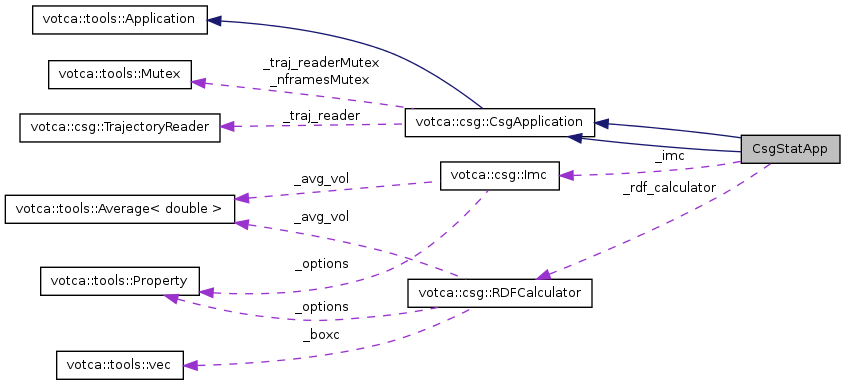 votca::tools::Application
votca::tools::Mutex
_traj_readerMutex
_nframesMutex
votca::csg::TrajectoryReader
_traj_reader
votca::csg::CsgApplication
CsgStatApp
_imc
votca::csg::Imc
_rdf_calculator
_avg_vol
votca::tools::Average< double >
_avg_vol
_options
votca::tools::Property
votca::csg::RDFCalculator
_options
_boxc
votca::tools::vec